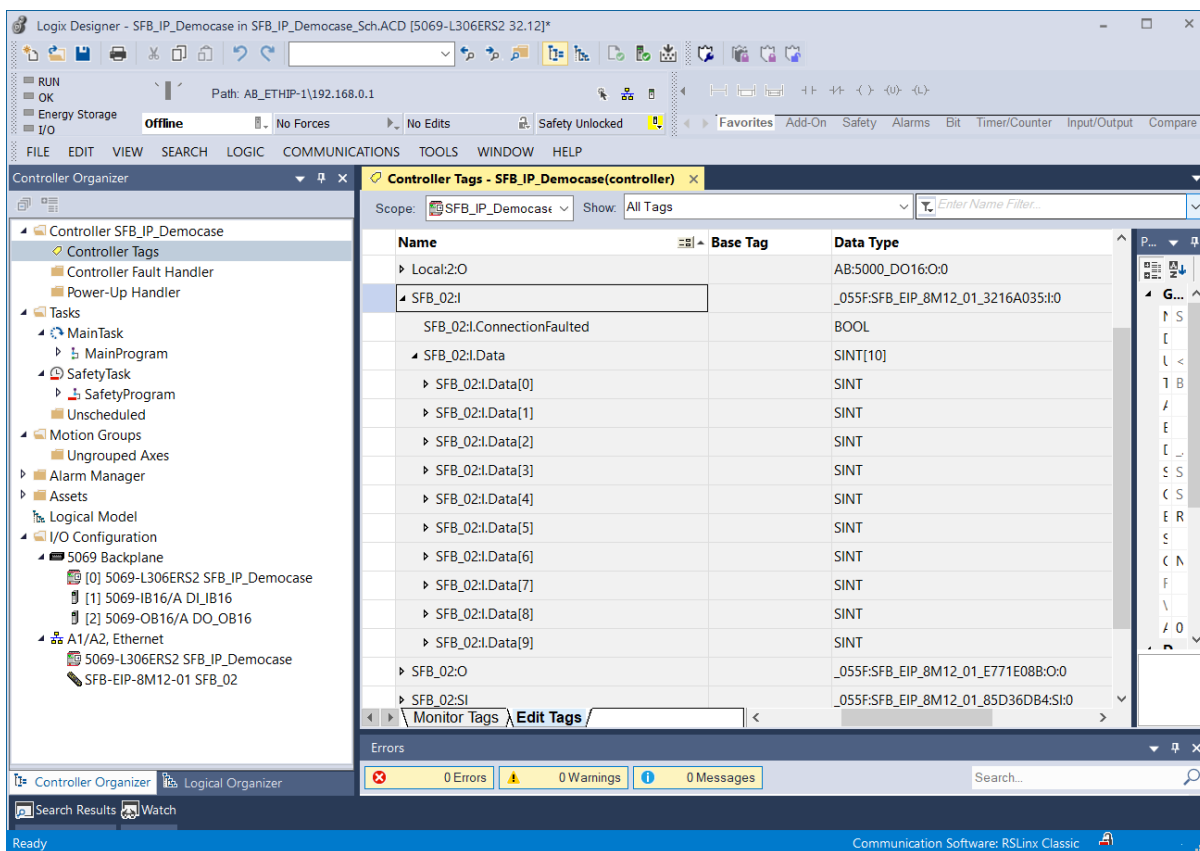 Logix Designer - SFB_IP_Democase in SFB_IP_Democase_Sch.ACD [5069-L306ERS2 32.12]*
RUN
OK
Energy Storage
I/O
Path: AB_ETHIP-1\192.168.0.1
Offline No Forces No Edits Safety Unlocked
Favorites Add-On Safety Alarms Bit Timer/Counter Input/Output Compare
FILE EDIT VIEW SEARCH LOGIC COMMUNICATIONS TOOLS WINDOW HELP
Controller Organizer
Controller SFB_IP_Democase
Controller Tags
Controller Fault Handler
Power-Up Handler
Tasks
MainTask
MainProgram
SafetyTask
SafetyProgram
Unscheduled
Motion Groups
Ungrouped Axes
Alarm Manager
Assets
Logical Model
I/O Configuration
5069 Backplane
[0] 5069-L306ERS2 SFB_IP_Democase
[1] 5069-IB16/A DI_IB16
[2] 5069-OB16/A DO_OB16
A1/A2, Ethernet
5069-L306ERS2 SFB_IP_Democase
SFB-EIP-8M12-01 SFB_02
Controller Organizer Logical Organizer
Controller Tags - SFB_IP_Democase(controller)
Scope: SFB_IP_Democase Show: All Tags Enter Name Filter...
Name Base Tag Data Type
Local:2:O AB:5000_DO16:O:0
SFB_02:I _055F:SFB_EIP_8M12_01_3216A035:I:0
SFB_02:I.ConnectionFaulted BOOL
SFB_02:I.Data SINT[10]
SFB_02:I.Data[0] SINT
SFB_02:I.Data[1] SINT
SFB_02:I.Data[2] SINT
SFB_02:I.Data[3] SINT
SFB_02:I.Data[4] SINT
SFB_02:I.Data[5] SINT
SFB_02:I.Data[6] SINT
SFB_02:I.Data[7] SINT
SFB_02:I.Data[8] SINT
SFB_02:I.Data[9] SINT
SFB_02:O _055F:SFB_EIP_8M12_01_E771E08B:O:0
SFB_02:SI _055F:SFB_EIP_8M12_01_85D36DB4:SI:0
Monitor Tags Edit Tags
P...
G...
Errors
0 Errors 0 Warnings 0 Messages Search...
Search Results Watch
Ready Communication Software: RSLinx Classic